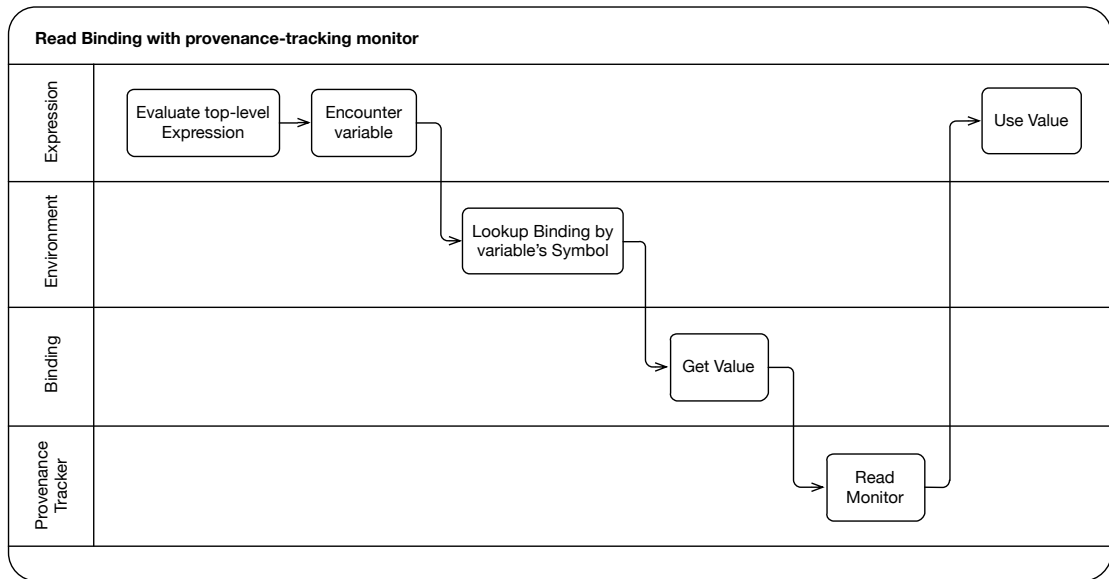 Read Binding with provenance-tracking monitor
Expression
Evaluate top-level
Expression
Encounter
variable
Use Value
Environment
Lookup Binding by
variable's Symbol
Binding
Get Value
Provenance
Tracker
Read
Monitor